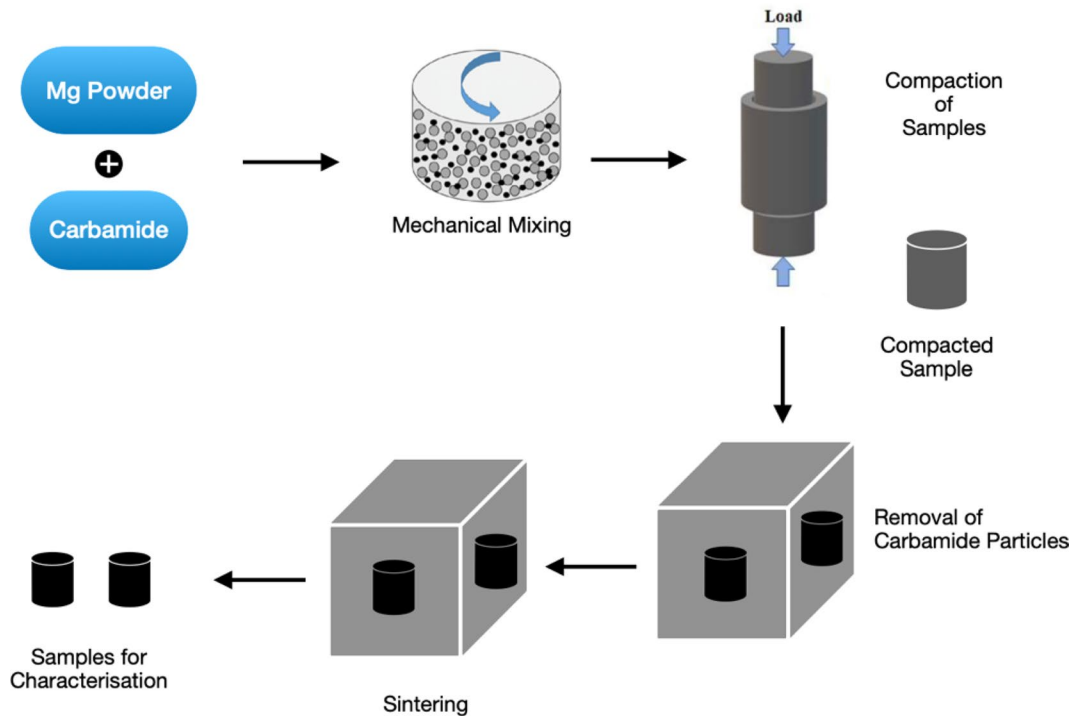 Mg Powder
+
Carbamide
Mechanical Mixing
Load
Compaction
of
Samples
Compacted
Sample
Removal of
Carbamide Particles
Sintering
Samples for
Characterisation